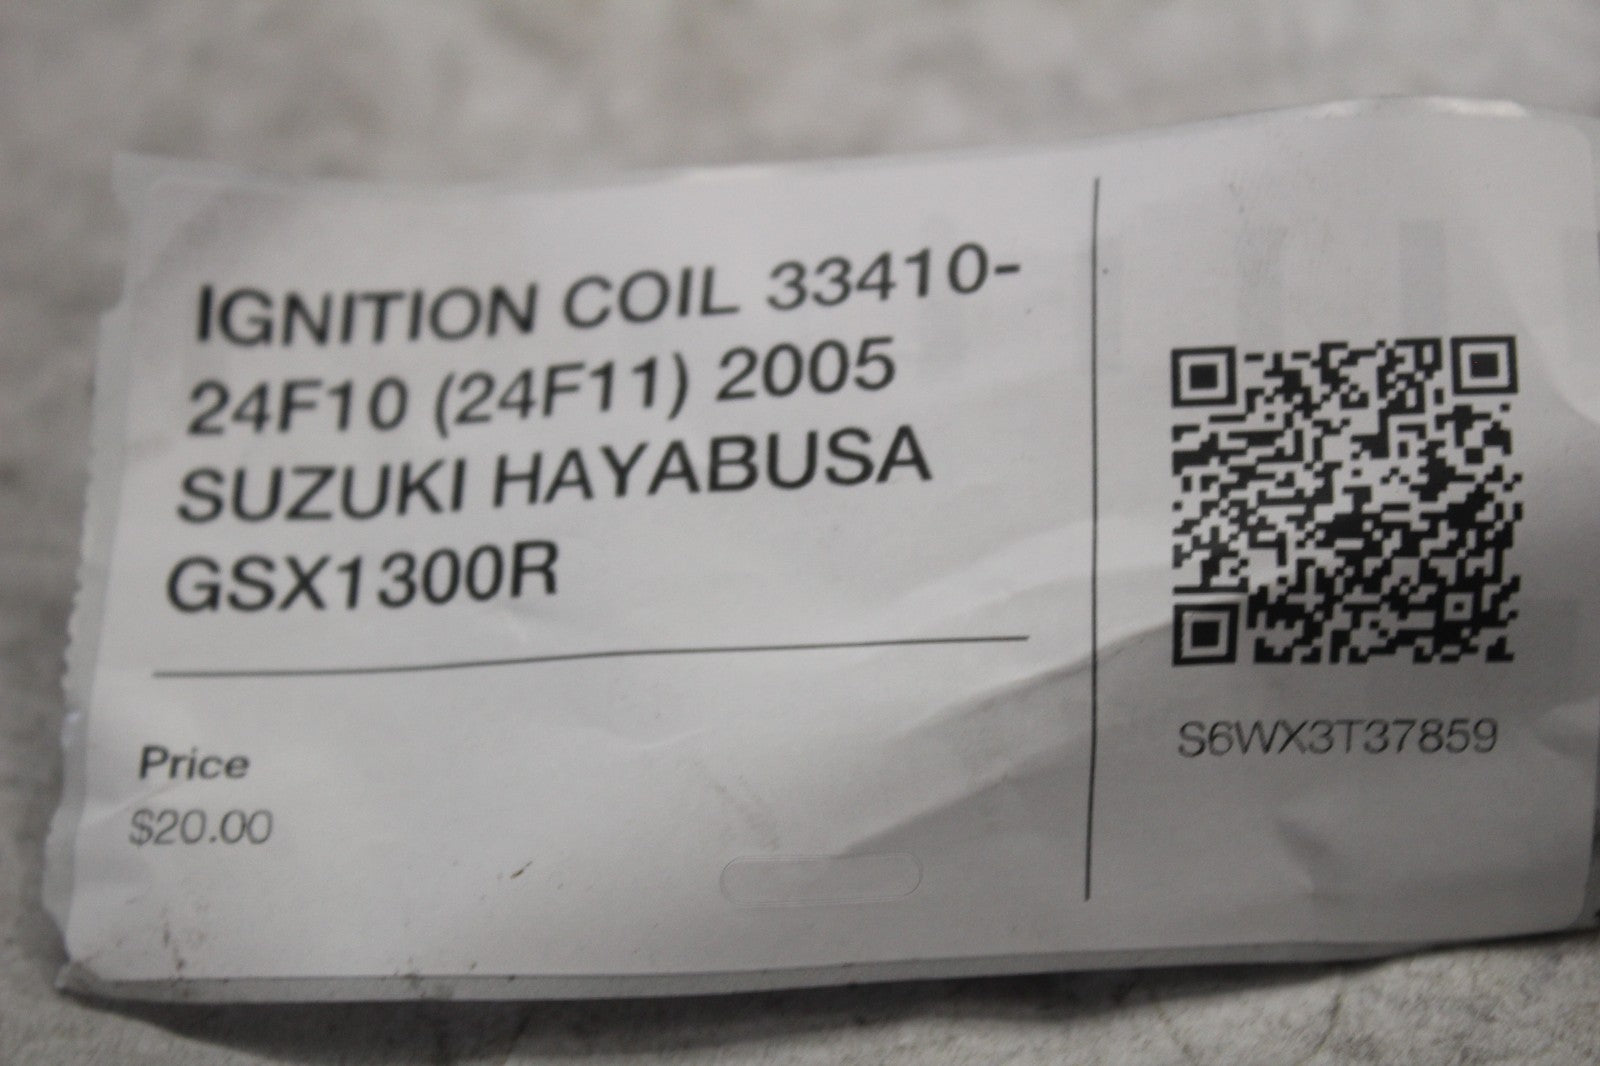 IGNITION COIL 33410-
24F10 (24F11) 2005
SUZUKI HAYABUSA
GSX1300R
Price
$20.00
S6WX3T37859